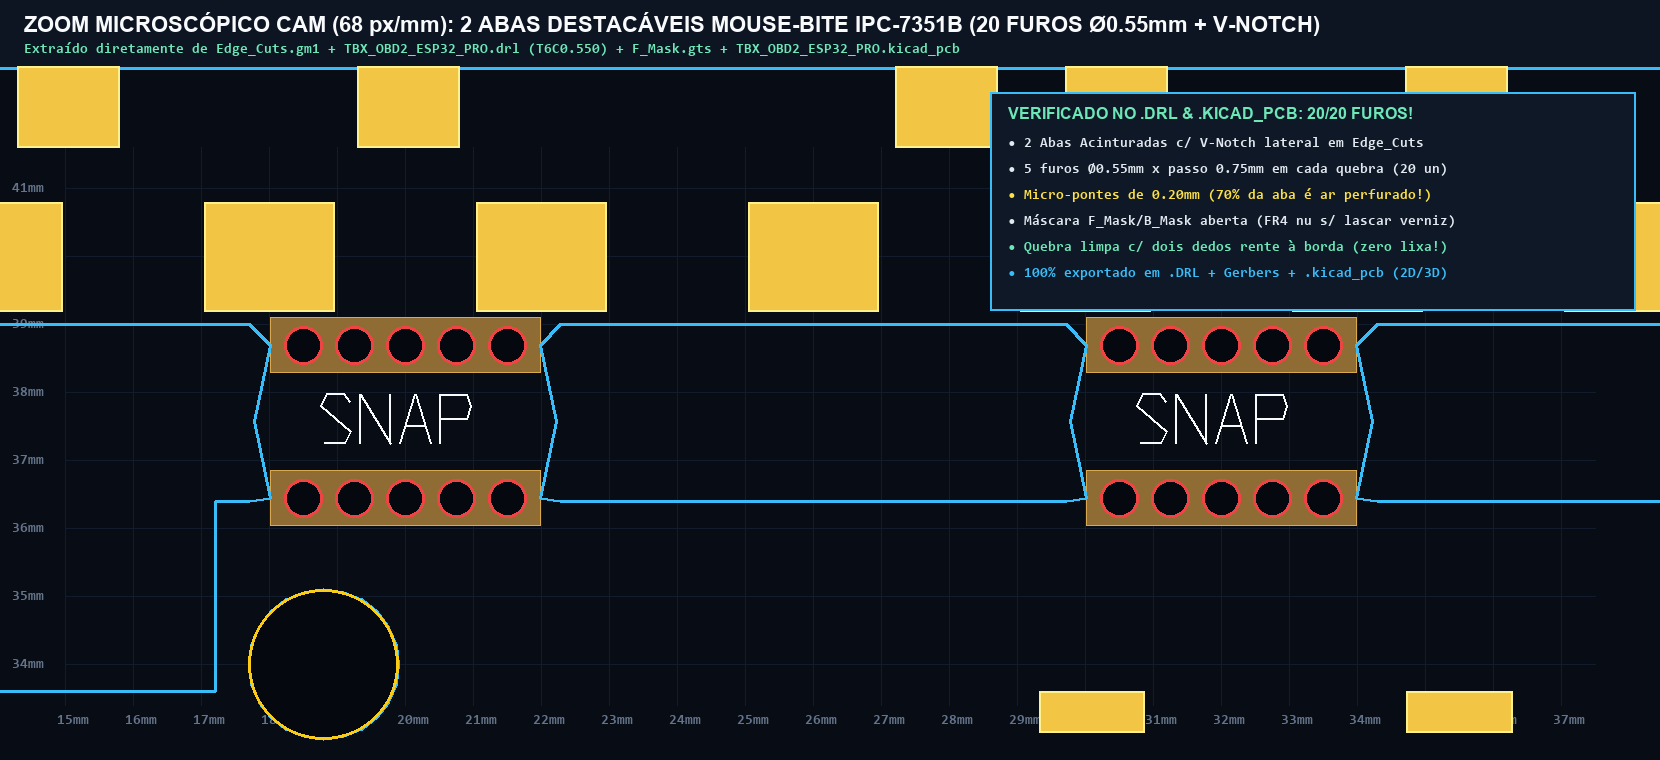 ZOOM MICROSCÓPICO CAM (68 px/mm): 2 ABAS DESTACÁVEIS MOUSE-BITE IPC-7351B (20 FUROS Ø0.55mm + V-NOTCH)
Extraído diretamente de Edge_Cuts.gm1 + TBX_OBD2_ESP32_PRO.drl (T6C0.550) + F_Mask.gts + TBX_OBD2_ESP32_PRO.kicad_pcb
VERIFICADO NO .DRL & .KICAD_PCB: 20/20 FUROS!
• 2 Abas Acinturadas c/ V-Notch lateral em Edge_Cuts
• 5 furos Ø0.55mm x passo 0.75mm em cada quebra (20 un)
• Micro-pontes de 0.20mm (70% da aba é ar perfurado!)
• Máscara F_Mask/B_Mask aberta (FR4 nu s/ lascar verniz)
• Quebra limpa c/ dois dedos rente à borda (zero lixa!)
• 100% exportado em .DRL + Gerbers + .kicad_pcb (2D/3D)
41mm
39mm
38mm
SNAP SNAP
37mm
36mm
35mm
34mm
15mm 16mm 17mm 20mm 21mm 22mm 23mm 24mm 25mm 26mm 27mm 28mm 29mm 31mm 32mm 33mm 34mm 37mm